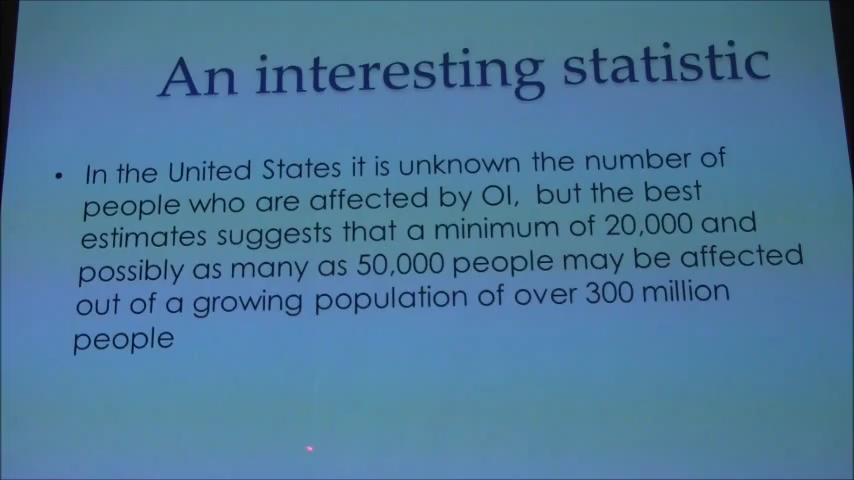 An interesting statistic
• In the United States it is unknown the number of
people who are affected by OI, but the best
estimates suggests that a minimum of 20,000 and
possibly as many as 50,000 people may be affected
out of a growing population of over 300 million
people